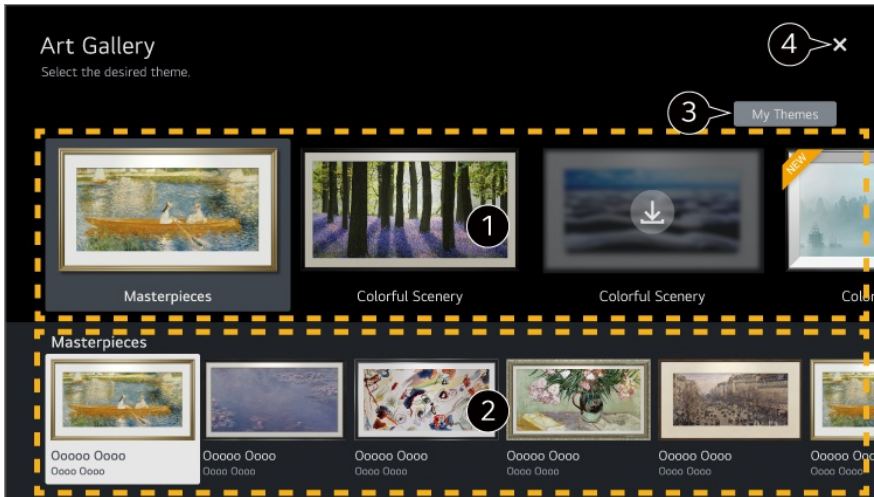 Art Gallery
Select the desired theme.
4
×
3
My Themes
NEW
1
Masterpieces
Colorful Scenery
Colorful Scenery
Color
Masterpieces
2
Ooooo Oooo
Oooo Oooo
Ooooo Oooo
Oooo Oooo
Ooooo Oooo
Oooo Oooo
Ooooo Oooo
Oooo Oooo
Ooooo Oooo
Oooo Oooo
Ooooo Ooo
Oooo Oooo